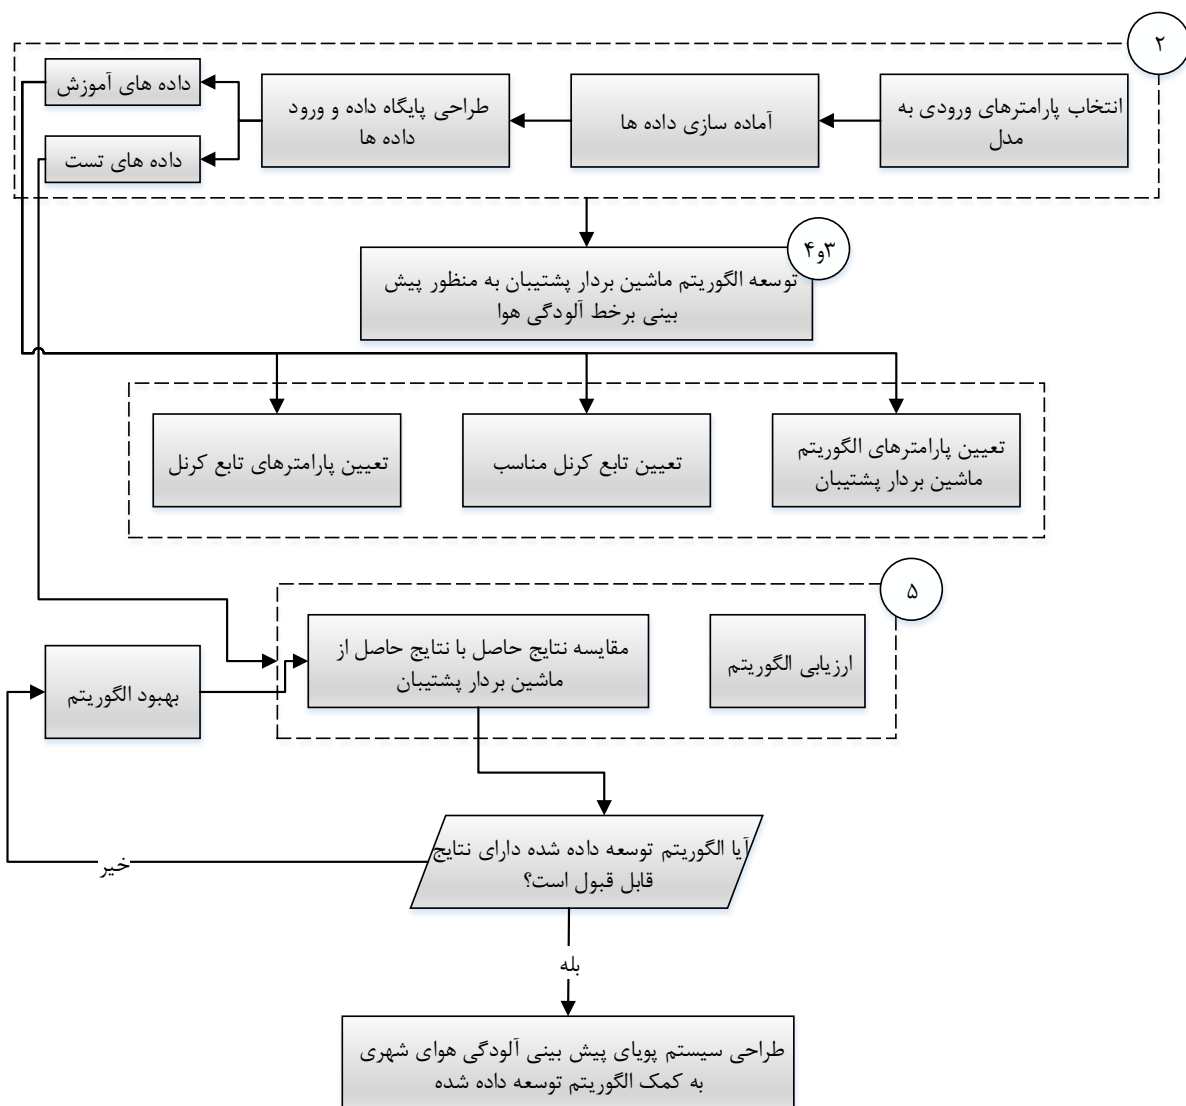 ۲
انتخاب پارامترهای ورودی به
مدل
آماده سازی داده ها
طراحی پایگاه داده و ورود
داده ها
داده های آموزش
داده های تست
۳و۴
توسعه الگوریتم ماشین بردار پشتیبان به منظور پیش
بینی برخط آلودگی هوا
تعیین پارامترهای الگوریتم
ماشین بردار پشتیبان
تعیین تابع کرنل مناسب
تعیین پارامترهای تابع کرنل
۵
ارزیابی الگوریتم
مقایسه نتایج حاصل با نتایج حاصل از
ماشین بردار پشتیبان
بهبود الگوریتم
آیا الگوریتم توسعه داده شده دارای نتایج
قابل قبول است؟
خیر
بله
طراحی سیستم پویای پیش بینی آلودگی هوای شهری
به کمک الگوریتم توسعه داده شده